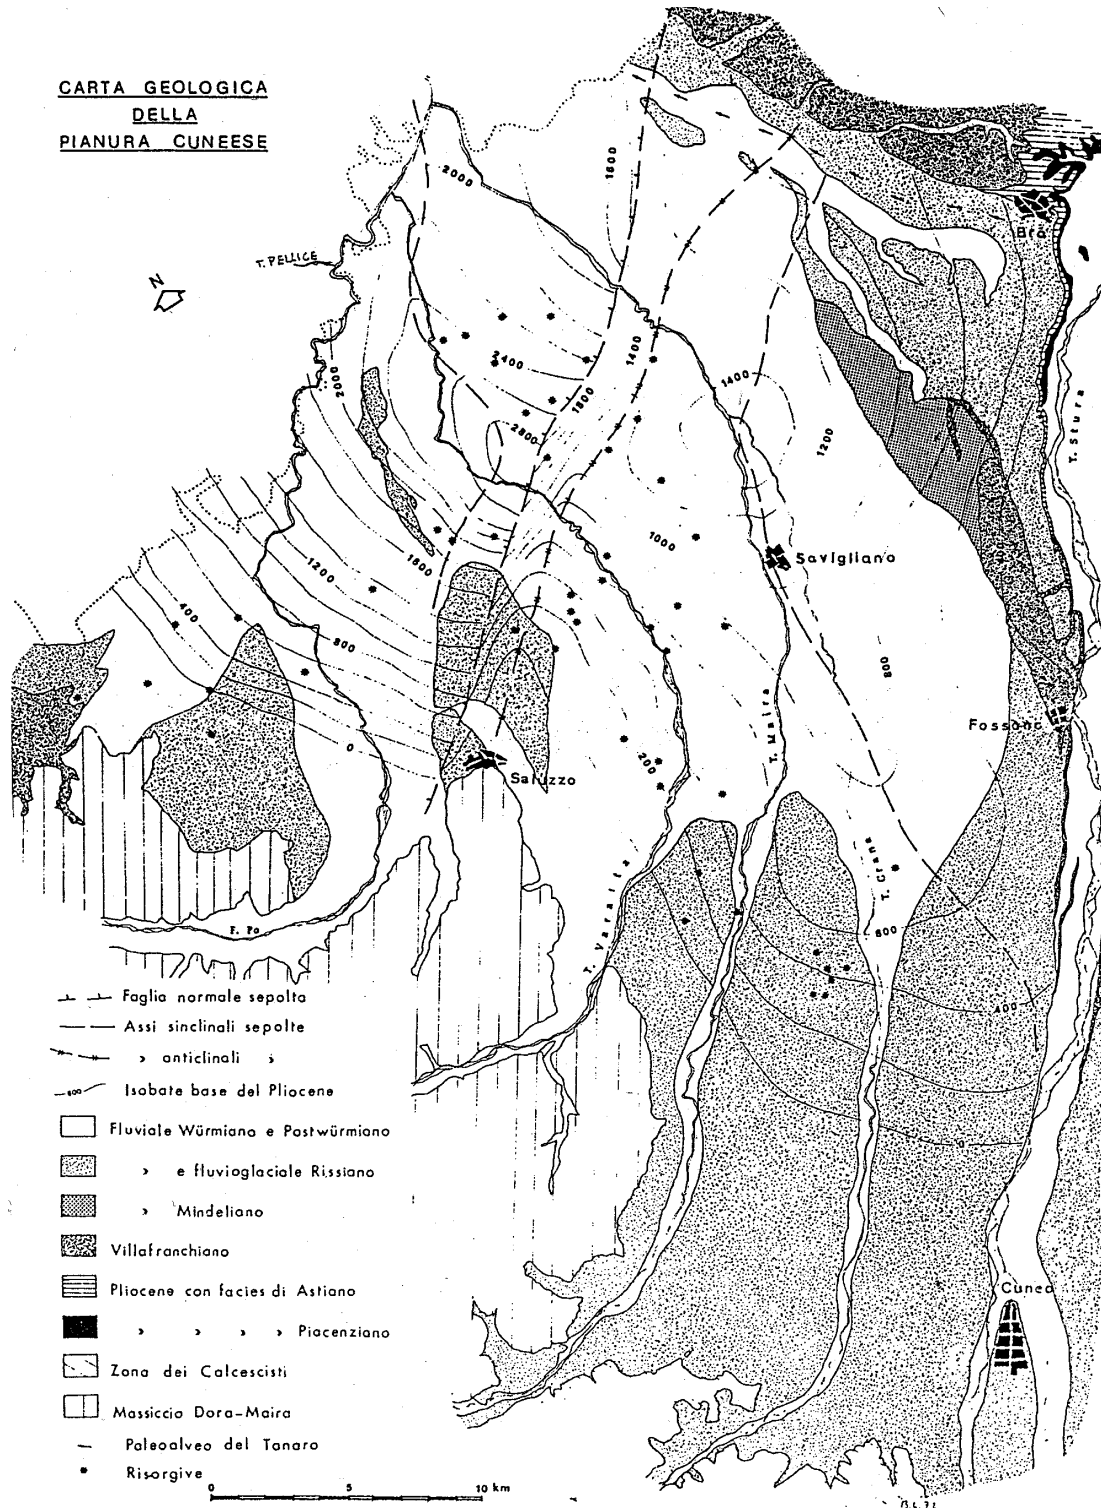 CARTA GEOLOGICA
DELLA
PIANURA CUNEESE
N
T. PELLICE
Brà
T. Stura
2000
1600
2400
2000
1400
1800
2800
1400
1200
1000
Savigliano
1600
1200
400
800
0
800
Fossano
Saluzzo
200
T. Maira
T. Varaita
T. Grana
F. Po
600
400
0
Cuneo
Faglia normale sepolta
Assi sinclinali sepolte
› anticlinali ›
800 Isobate base del Pliocene
Fluviale Würmiano e Postwürmiano
› e fluvioglaciale Rissiano
› Mindeliano
Villafranchiano
Pliocene con facies di Astiano
› › › › Piacenziano
Zona dei Calcescisti
Massiccio Dora-Maira
Paleoalveo del Tanaro
Risorgive
0 5 10 km